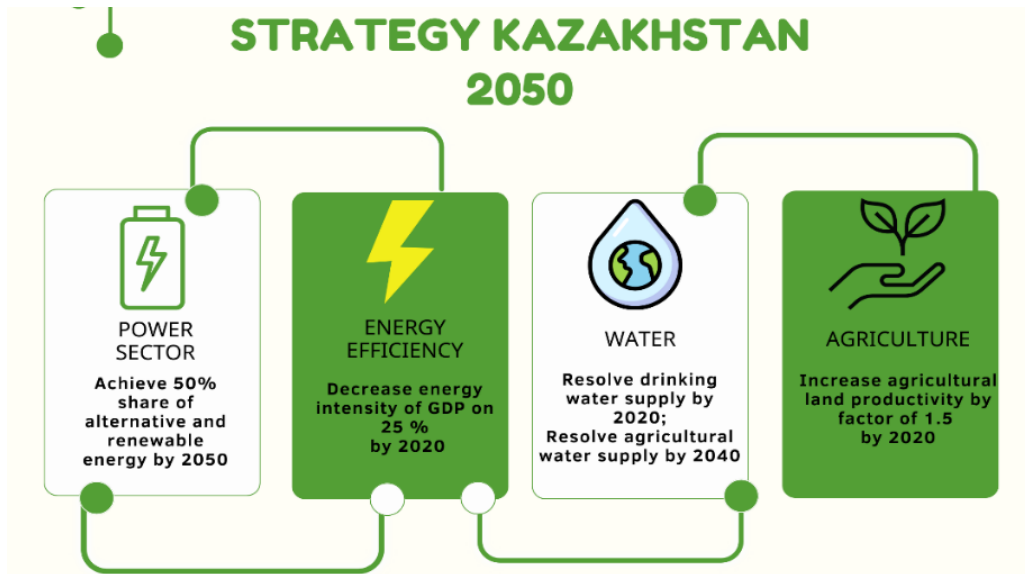 STRATEGY KAZAKHSTAN
2050
POWER
SECTOR
Achieve 50%
share of
alternative and
renewable
energy by 2050
ENERGY
EFFICIENCY
Decrease energy
intensity of GDP on
25 %
by 2020
WATER
Resolve drinking
water supply by
2020;
Resolve agricultural
water supply by 2040
AGRICULTURE
Increase agricultural
land productivity by
factor of 1.5
by 2020